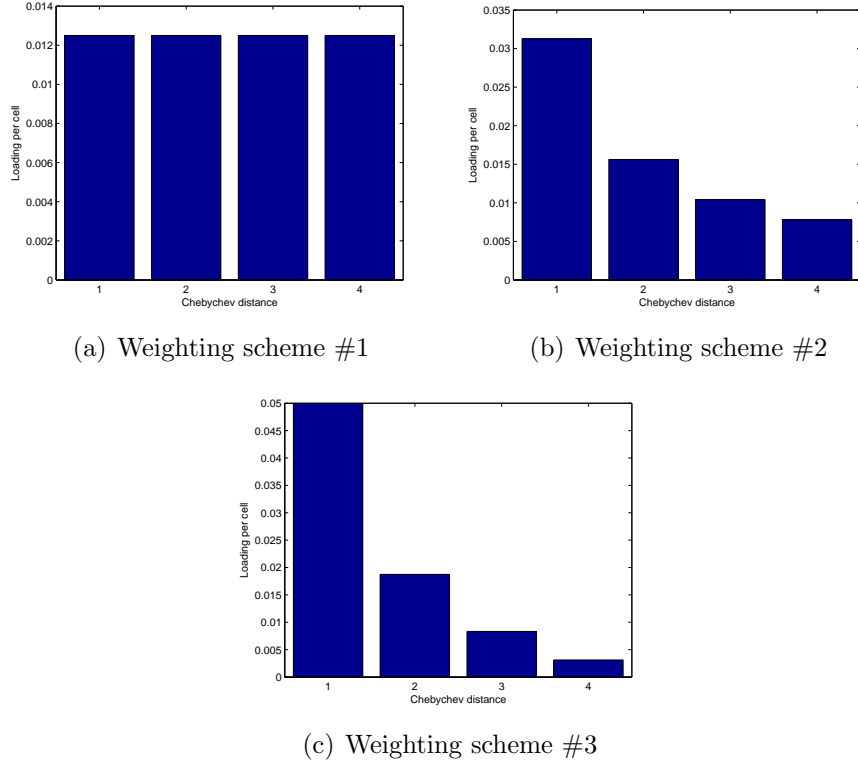 0.014
0.012
0.01
0.008
0.006
0.004
0.002
0
Loading per cell
1 2 3 4
Chebychev distance
(a) Weighting scheme #1
0.035
0.03
0.025
0.02
0.015
0.01
0.005
0
Loading per cell
1 2 3 4
Chebychev distance
(b) Weighting scheme #2
0.05
0.045
0.04
0.035
0.03
0.025
0.02
0.015
0.01
0.005
0
Loading per cell
1 2 3 4
Chebychev distance
(c) Weighting scheme #3